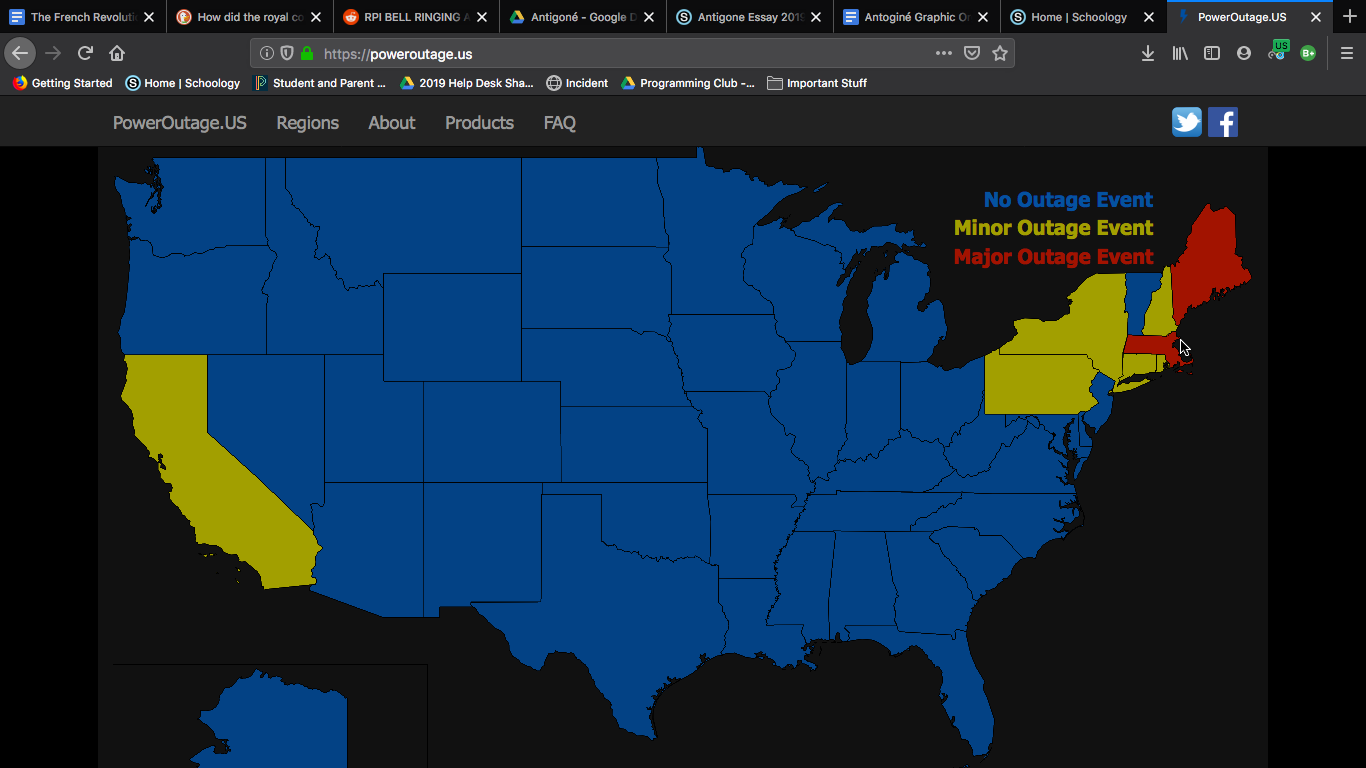 The French Revoluti
How did the royal co
RPI BELL RINGING A
Antigoné - Google D
Antigone Essay 2019
Antoginé Graphic Or
Home | Schoology
PowerOutage.US
https://poweroutage.us
US
B+
Getting Started
Home | Schoology
Student and Parent ...
2019 Help Desk Sha...
Incident
Programming Club -...
Important Stuff
PowerOutage.US
Regions
About
Products
FAQ
No Outage Event
Minor Outage Event
Major Outage Event